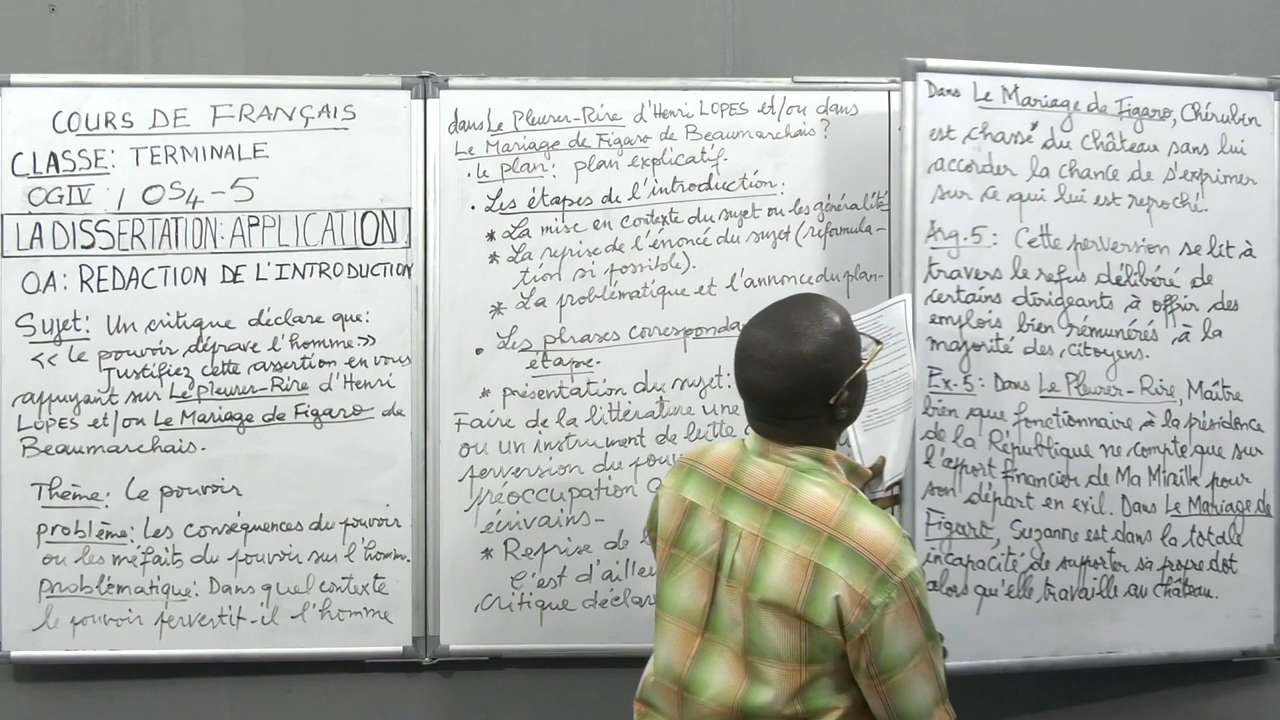 COURS DE FRANÇAIS
CLASSE: TERMINALE
OG IV / OS4-5
LA DISSERTATION: APPLICATION
OA: REDACTION DE L'INTRODUCTION
Sujet: Un critique déclare que:
<< Le pouvoir déprave l'homme>>
Justifiez cette assertion en vous
appuyant sur Le Pleurer-Rire d'Henri
LOPES et/ou Le Mariage de Figaro de
Beaumarchais.
Thème: Le pouvoir
problème: Les conséquences du pouvoir
ou les méfaits du pouvoir sur l'homme.
problématique: Dans quel contexte
le pouvoir pervertit-il l'homme
dans Le Pleurer-Rire d'Henri LOPES et/ou dans
Le Mariage de Figaro de Beaumarchais?
. Le plan: plan explicatif.
. Les étapes de l'introduction:
* La mise en contexte du sujet ou les généralité
* La reprise de l'énoncé du sujet (reformula-
tion si possible).
* La problématique et l'annonce du plan-
. Les phrases
étape.
* présentation du sujet:
Faire de la littérature une
ou un instrument de lutte
perversion du
préoccupation
écrivains-
* Reprise de
C'est
critique
Dans Le Mariage de Figaro, Chérubin
est chassé du château sans lui
accorder la chance de s'exprimer
sur ce qui lui est reproché.
Arg.5: Cette perversion se lit à
travers le refus délibéré de
certains dirigeants à offrir des
emplois bien rémunérés à la
majorité des citoyens.
Ex-5: Dans Le Pleurer-Rire, Maître
bien que fonctionnaire à la présidence
de la République ne compte que sur
l'apport financier de Ma Mireille pour
son départ en exil. Dans Le Mariage de
Figaro, Suzanne est dans la totale
incapacité de supporter sa propre dot
alors qu'elle travaille au château.